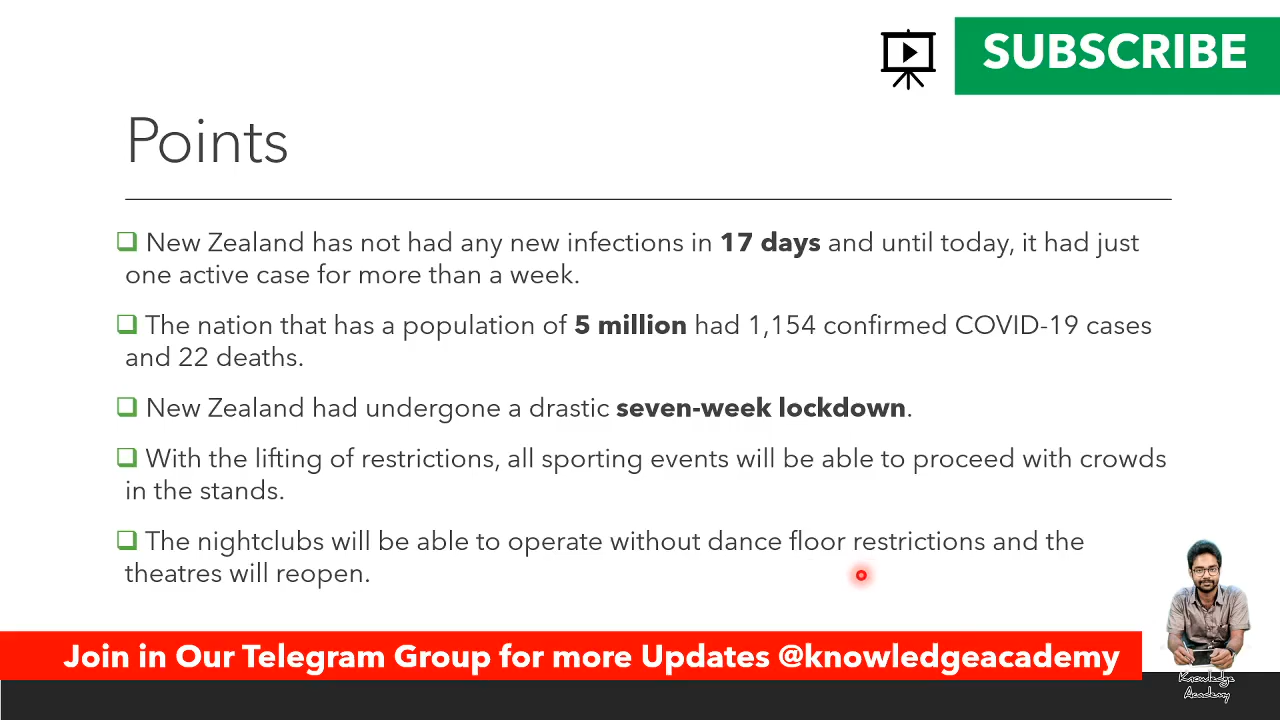 SUBSCRIBE
Points
New Zealand has not had any new infections in 17 days and until today, it had just
one active case for more than a week.
The nation that has a population of 5 million had 1,154 confirmed COVID-19 cases
and 22 deaths.
New Zealand had undergone a drastic seven-week lockdown.
With the lifting of restrictions, all sporting events will be able to proceed with crowds
in the stands.
The nightclubs will be able to operate without dance floor restrictions and the
theatres will reopen.
Join in Our Telegram Group for more Updates @knowledgeacademy
Knowledge
Academy